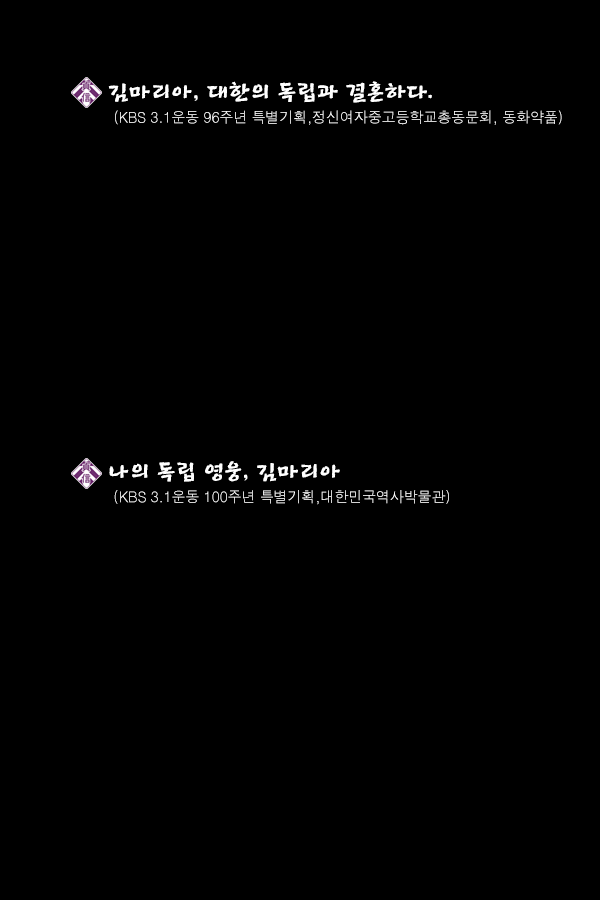 김마리아, 대한의 독립과 결혼하다.
(KBS 3.1운동 96주년 특별기획,정신여자중고등학교총동문회, 동화약품)
나의 독립 영웅, 김마리아
(KBS 3.1운동 100주년 특별기획,대한민국역사박물관)